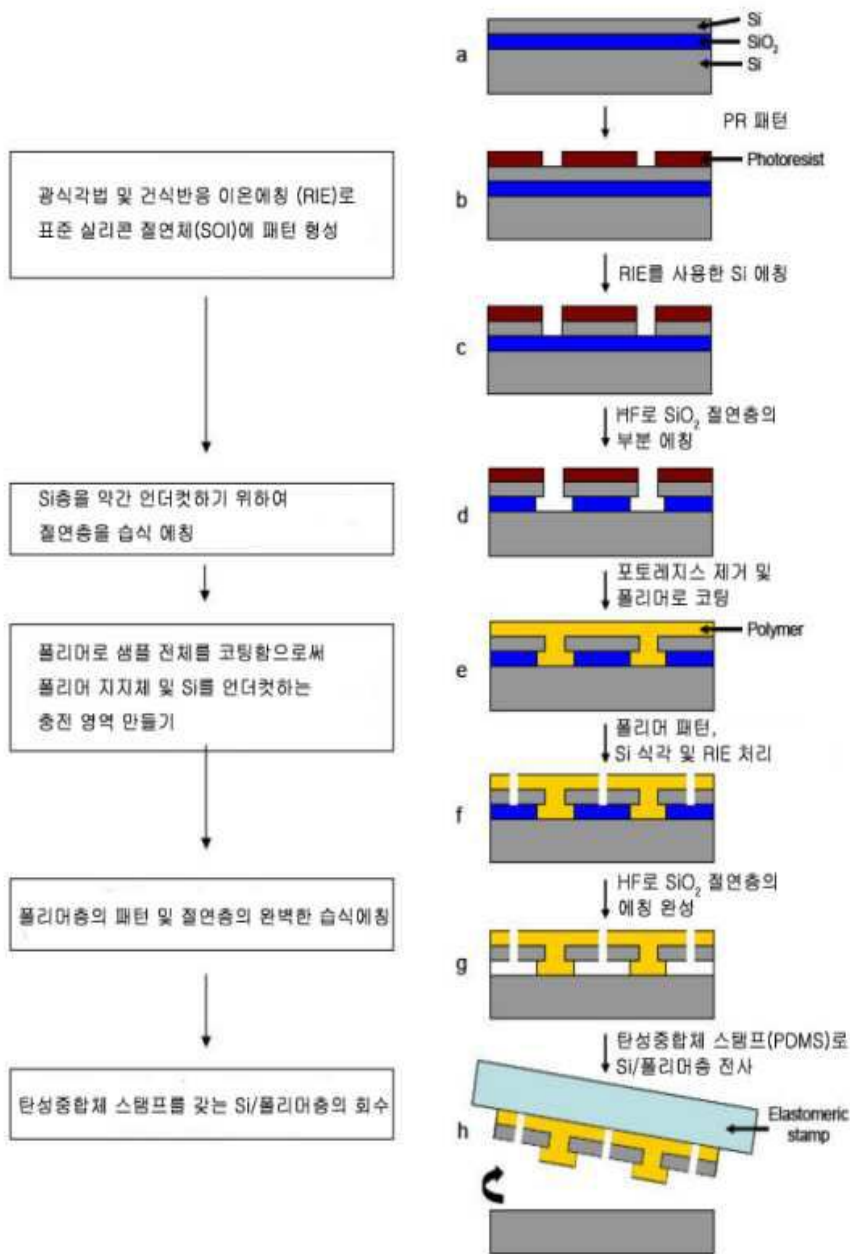 Si
SiO₂
Si
a
PR 패턴
Photoresist
b
광식각법 및 건식반응 이온에칭 (RIE)로
표준 실리콘 절연체(SOI)에 패턴 형성
RIE를 사용한 Si 에칭
c
HF로 SiO₂ 절연층의
부분 에칭
Si층을 약간 언더컷하기 위하여
절연층을 습식 에칭
d
포토레지스 제거 및
폴리머로 코팅
Polymer
폴리머로 샘플 전체를 코팅함으로써
폴리머 지지체 및 Si를 언더컷하는
충전 영역 만들기
e
폴리머 패턴,
Si 식각 및 RIE 처리
f
HF로 SiO₂ 절연층의
에칭 완성
폴리머층의 패턴 및 절연층의 완벽한 습식에칭
g
탄성중합체 스탬프(PDMS)로
Si/폴리머층 전사
탄성중합체 스탬프를 갖는 Si/폴리머층의 회수
h
Elastomeric
stamp